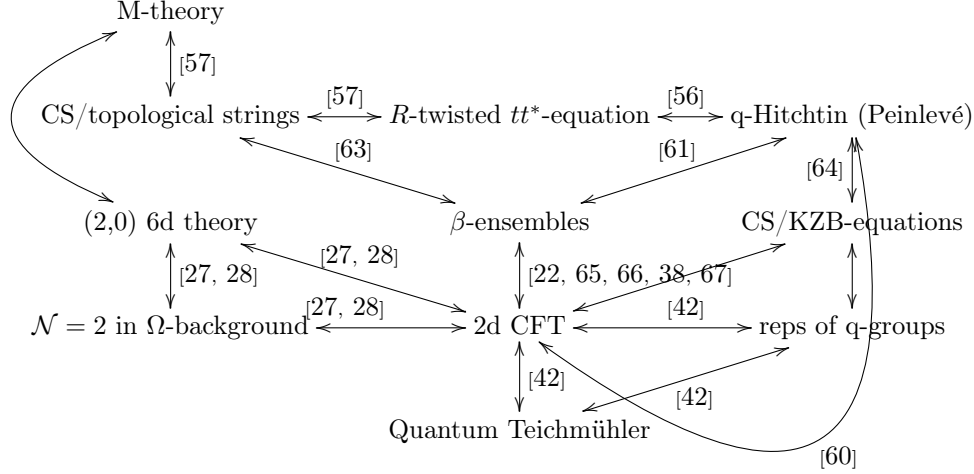 M-theory
[57]
CS/topological strings [57] R-twisted tt*-equation [56] q-Hitchtin (Peinlevé)
[63] [61] [64]
(2,0) 6d theory β-ensembles CS/KZB-equations
[27, 28] [27, 28] [22, 65, 66, 38, 67]
[27, 28] [42]
𝒩 = 2 in Ω-background 2d CFT reps of q-groups
[42] [42]
Quantum Teichmühler
[60]